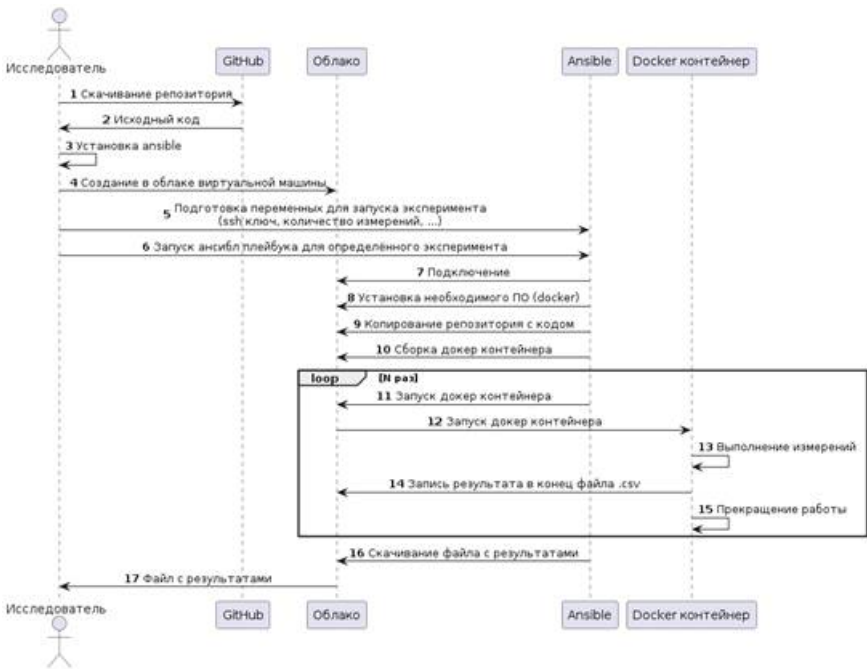 Исследователь
GitHub
Облако
Ansible
Docker контейнер
1 Скачивание репозитория
2 Исходный код
3 Установка ansible
4 Создание в облаке виртуальной машины
5 Подготовка переменных для запуска эксперимента
(ssh ключ, количество измерений, ...)
6 Запуск ансибл плейбука для определённого эксперимента
7 Подключение
8 Установка необходимого ПО (docker)
9 Копирование репозитория с кодом
10 Сборка докер контейнера
loop [N раз]
11 Запуск докер контейнера
12 Запуск докер контейнера
13 Выполнение измерений
14 Запись результата в конец файла .csv
15 Прекращение работы
16 Скачивание файла с результатами
17 Файл с результатами
Исследователь
GitHub
Облако
Ansible
Docker контейнер